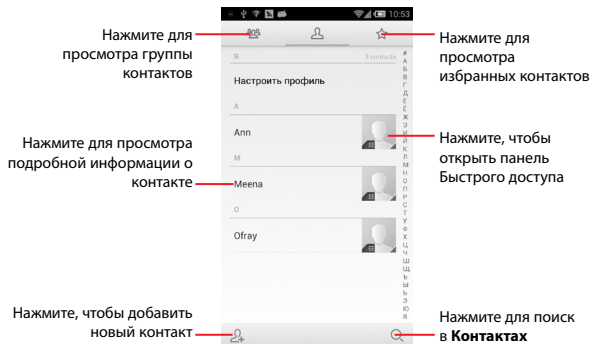 10:53
Нажмите для
просмотра группы
контактов
Нажмите для
просмотра
избранных контактов
Я
3 contacts
Настроить профиль
A
Ann
Нажмите, чтобы
открыть панель
Быстрого доступа
Нажмите для просмотра
подробной информации о
контакте
M
Meena
O
Ofray
#
А
Б
В
Г
Д
Е
Ё
Ж
З
И
Й
К
Л
М
Н
О
П
Р
С
Т
У
Ф
Х
Ц
Ч
Ш
Щ
Ъ
Ы
Ь
Э
Ю
Я
Нажмите, чтобы добавить
новый контакт
Нажмите для поиск
в Контактах